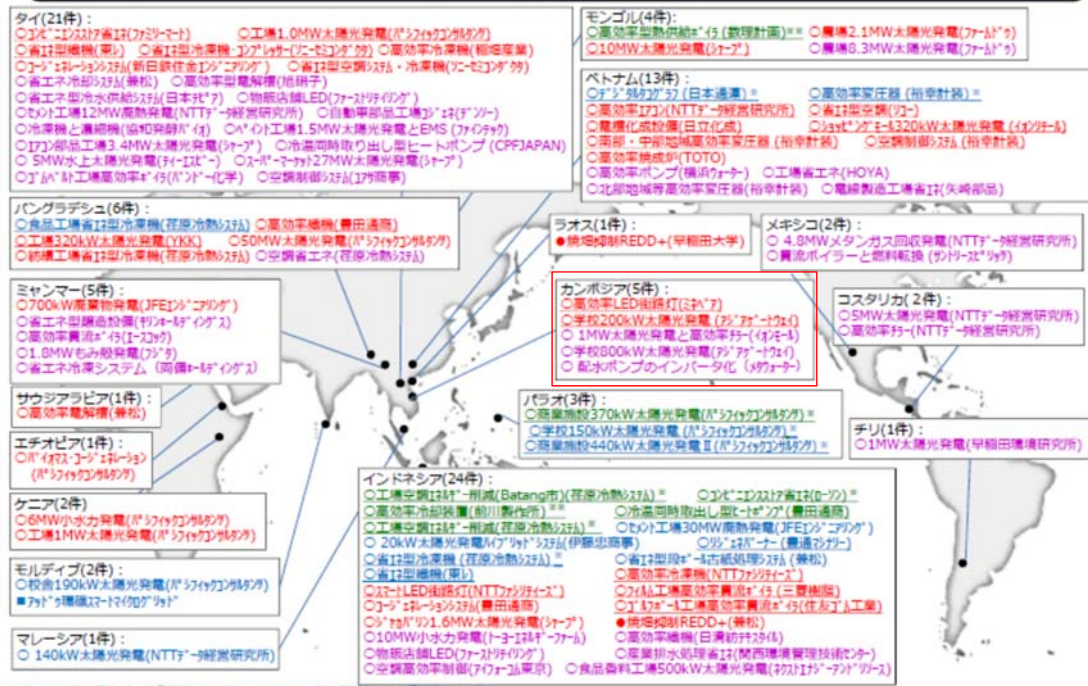 タイ(21件)：
○コンビニエンスストア省エネ(ファミリーマート)　○工場1.0MW太陽光発電(パシフィックコンサルタンツ)
○省エネ型織機(東レ)　○省エネ型冷凍機・コンプレッサー(ソニーセミコンダクタ)　○高効率冷凍機(稲畑産業)
○コージェネレーションシステム(新日鉄住金エンジニアリング)　○省エネ型空調システム・冷凍機(ソニーセミコンダクタ)
○省エネ冷却システム(兼松)　○高効率型電解槽(旭硝子)
○省エネ型冷水供給システム(日本テピア)　○物販店舗LED(ファーストリテイリング)
○セメント工場12MW廃熱発電(NTTデータ経営研究所)　○自動車部品工場コジェネ(デンソー)
○冷凍機と濃縮機(協和発酵バイオ)　○ペイント工場1.5MW太陽光発電とEMS (ファインテック)
○エアコン部品工場3.4MW太陽光発電(シャープ)　○冷温同時取り出し型ヒートポンプ (CPFJAPAN)
○ 5MW水上太陽光発電(ティーエスビー)　○スーパーマーケット27MW太陽光発電(シャープ)
○ゴムベルト工場高効率ボイラ(バンドー化学)　○空調制御システム(ユアサ商事)
モンゴル(4件)：
○高効率型熱供給ボイラ (数理計画)※※　○農場2.1MW太陽光発電(ファームドゥ)
○10MW太陽光発電(シャープ)　○農場8.3MW太陽光発電(ファームドゥ)
ベトナム(13件)：
○デジタルタコグラフ (日本通運)※　○高効率変圧器 (裕幸計装)※
○高効率エアコン(NTTデータ経営研究所)　○省エネ型空調 (リコー)
○電槽化成設備(日立化成)　○ショッピングモール320kW太陽光発電 (イオンリテール)
○南部・中部地域高効率変圧器 (裕幸計装)　○空調制御システム (裕幸計装)
○高効率焼成炉(TOTO)
○高効率ポンプ(横浜ウォーター)　○工場省エネ(HOYA)
○北部地域等高効率変圧器(裕幸計装)　○電線製造工場省エネ(矢崎部品)
バングラデシュ(6件)：
○食品工場省エネ型冷凍機(荏原冷熱システム)　○高効率織機(豊田通商)
○工場320kW太陽光発電(YKK)　○50MW太陽光発電(パシフィックコンサルタンツ)
○紡績工場省エネ型冷凍機(荏原冷熱システム)　○空調省エネ(荏原冷熱システム)
ラオス(1件)：
●焼畑抑制REDD+(早稲田大学)
メキシコ(2件)：
○ 4.8MWメタンガス回収発電(NTTデータ経営研究所)
○貫流ボイラーと燃料転換 (サントリースピリッツ)
ミャンマー(5件)：
○700kW廃棄物発電(JFEエンジニアリング)
○省エネ型醸造設備(キリンホールディングス)
○高効率貫流ボイラ(エースコック)
○1.8MWもみ殻発電(フジタ)
○省エネ冷凍システム (両備ホールディングス)
カンボジア(5件)：
○高効率LED街路灯(ミネベア)
○学校200kW太陽光発電 (アジアゲートウェイ)
○ 1MW太陽光発電と高効率チラー(イオンモール)
○学校800kW太陽光発電(アジアゲートウェイ)
○ 配水ポンプのインバータ化 (メタウォーター)
コスタリカ( 2件)：
○5MW太陽光発電(NTTデータ経営研究所)
○高効率チラー(NTTデータ経営研究所)
サウジアラビア(1件)：
○高効率電解槽(兼松)
パラオ(3件)：
○商業施設370kW太陽光発電(パシフィックコンサルタンツ)※
○学校150kW太陽光発電 (パシフィックコンサルタンツ)※
○商業施設440kW太陽光発電Ⅱ(パシフィックコンサルタンツ)※
チリ(1件)：
○1MW太陽光発電(早稲田環境研究所)
エチオピア(1件)：
○バイオマス・コージェネレーション
(パシフィックコンサルタンツ)
ケニア(2件)
○6MW小水力発電(パシフィックコンサルタンツ)
○工場1MW太陽光発電(パシフィックコンサルタンツ)
インドネシア(24件)：
○工場空調エネルギー削減(Batang市)(荏原冷熱システム)※　○コンビニエンスストア省エネ(ローソン)※
○高効率冷却装置(前川製作所)※※　○冷温同時取出し型ヒートポンプ (豊田通商)
○工場空調エネルギー削減(荏原冷熱システム)※　○セメント工場30MW廃熱発電(JFEエンジニアリング)
○ 20kW太陽光発電ハイブリッドシステム(伊藤忠商事)　○リジェネバーナー(豊通マシナリー)
○省エネ型冷凍機 (荏原冷熱システム)※　○省エネ型段ボール古紙処理システム (兼松)
○省エネ型織機(東レ)　○高効率冷凍機(NTTファシリティーズ)
○スマートLED街路灯(NTTファシリティーズ)　○フィルム工場高効率貫流ボイラ (三菱樹脂)
○コージェネレーションシステム(豊田通商)　○ゴルフボール工場高効率貫流ボイラ(住友ゴム工業)
○ジャカバリン1.6MW太陽光発電(シャープ)　●焼畑抑制REDD+(兼松)
○10MW小水力発電(トーヨーエネルギーファーム)　○高効率織機(日清紡テキスタイル)
○物販店舗LED(ファーストリテイリング)　○産業排水処理省エネ(関西環境管理技術センター)
○空調高効率制御(アイフォーコム東京)　○食品香料工場500kW太陽光発電(ネクストエナジーアンドリソース)
モルディブ(2件)：
○校舎190kW太陽光発電(パシフィックコンサルタンツ)
■アッドゥ環礁スマートマイクログリッド
マレーシア(1件)：
○ 140kW太陽光発電(NTTデータ経営研究所)